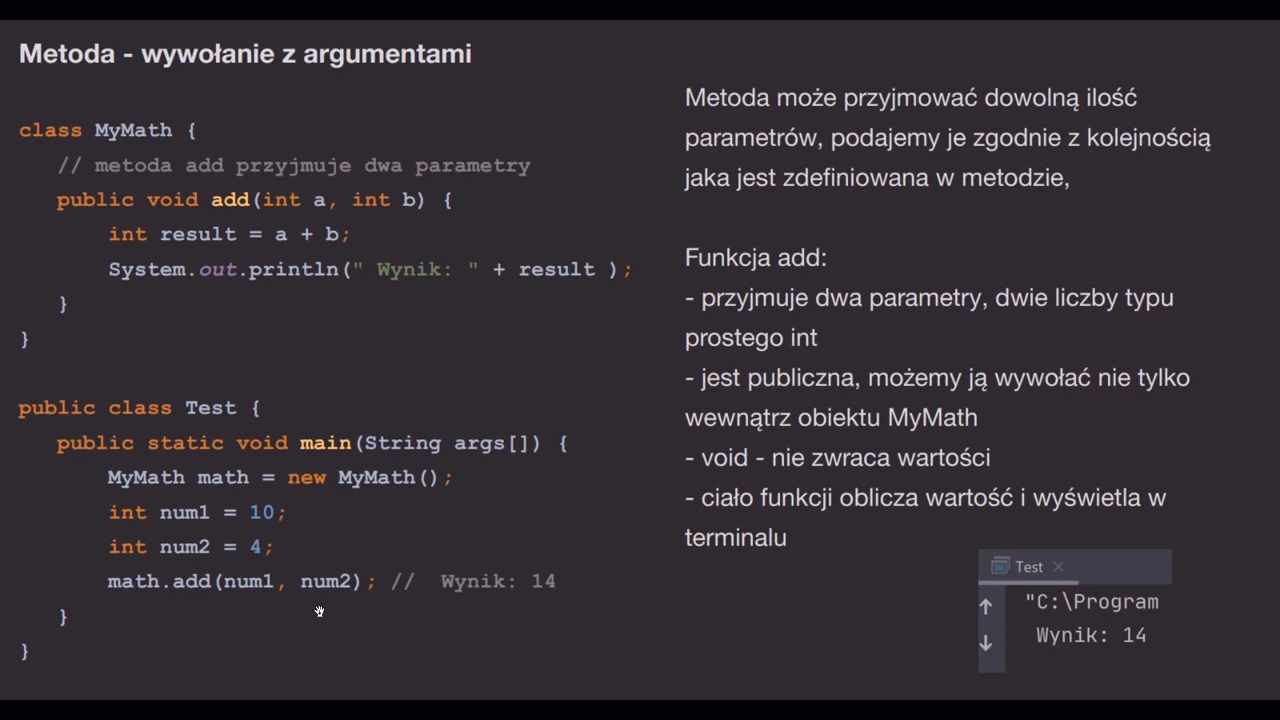 Metoda - wywołanie z argumentami
class MyMath {
// metoda add przyjmuje dwa parametry
public void add(int a, int b) {
int result = a + b;
System.out.println(" Wynik: " + result );
}
}
public class Test {
public static void main(String args[]) {
MyMath math = new MyMath();
int num1 = 10;
int num2 = 4;
math.add(num1, num2); //  Wynik: 14
}
}
Metoda może przyjmować dowolną ilość
parametrów, podajemy je zgodnie z kolejnością
jaka jest zdefiniowana w metodzie,
Funkcja add:
- przyjmuje dwa parametry, dwie liczby typu
prostego int
- jest publiczna, możemy ją wywołać nie tylko
wewnątrz obiektu MyMath
- void - nie zwraca wartości
- ciało funkcji oblicza wartość i wyświetla w
terminalu
Test
"C:\Program
Wynik: 14